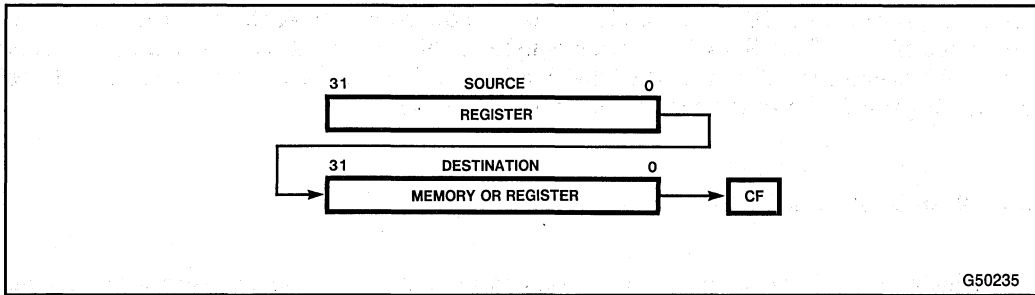 31 SOURCE 0
REGISTER
31 DESTINATION 0
MEMORY OR REGISTER CF
G50235